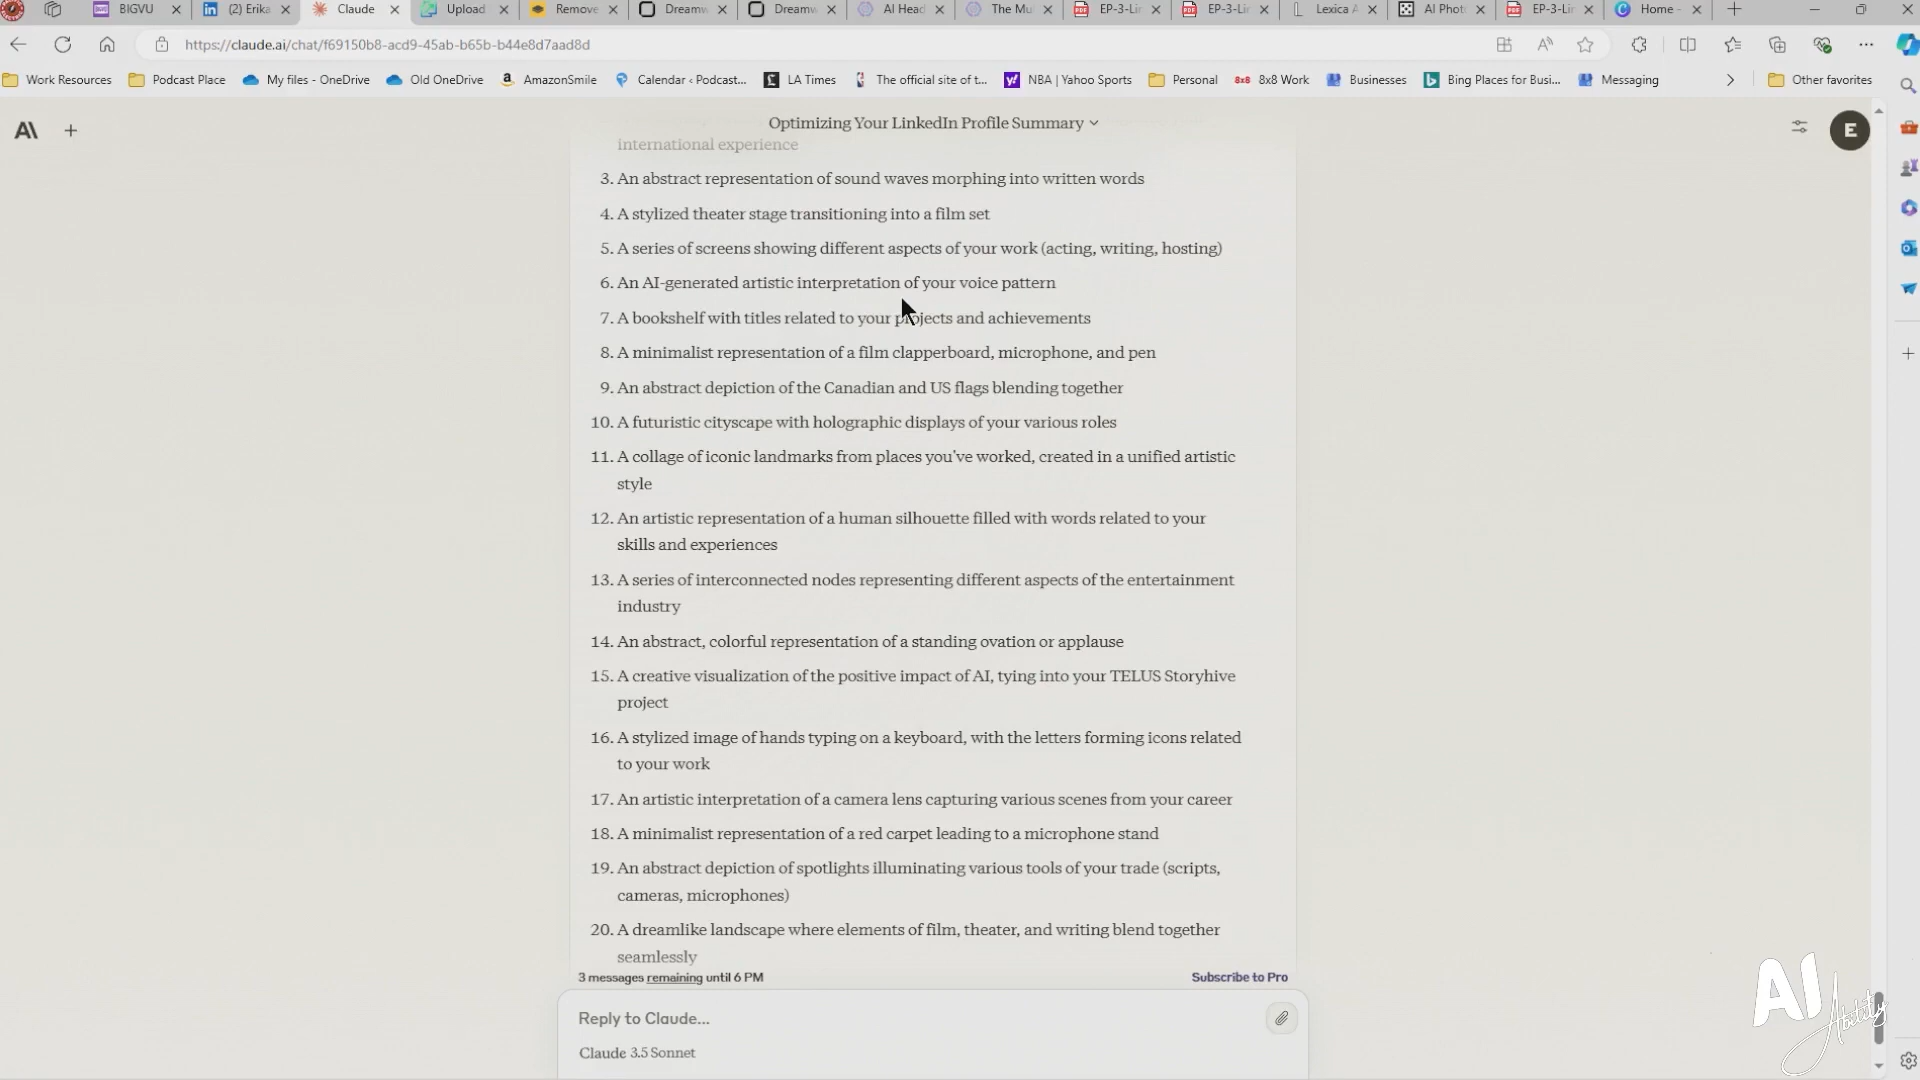 BIGVU
(2) Erika
Claude
Upload
Remove
Dreamw
Dreamw
AI Head
The Mu
EP-3-Lir
EP-3-Lir
Lexica A
AI Phot
EP-3-Lir
Home -
https://claude.ai/chat/f69150b8-acd9-45ab-b65b-b44e8d7aad8d
Work Resources
Podcast Place
My files - OneDrive
Old OneDrive
AmazonSmile
Calendar ‹ Podcast...
LA Times
The official site of t...
NBA | Yahoo Sports
Personal
8x8 8x8 Work
Businesses
Bing Places for Busi...
Messaging
Other favorites
Optimizing Your LinkedIn Profile Summary
E
international experience
3. An abstract representation of sound waves morphing into written words
4. A stylized theater stage transitioning into a film set
5. A series of screens showing different aspects of your work (acting, writing, hosting)
6. An AI-generated artistic interpretation of your voice pattern
7. A bookshelf with titles related to your projects and achievements
8. A minimalist representation of a film clapperboard, microphone, and pen
9. An abstract depiction of the Canadian and US flags blending together
10. A futuristic cityscape with holographic displays of your various roles
11. A collage of iconic landmarks from places you've worked, created in a unified artistic
style
12. An artistic representation of a human silhouette filled with words related to your
skills and experiences
13. A series of interconnected nodes representing different aspects of the entertainment
industry
14. An abstract, colorful representation of a standing ovation or applause
15. A creative visualization of the positive impact of AI, tying into your TELUS Storyhive
project
16. A stylized image of hands typing on a keyboard, with the letters forming icons related
to your work
17. An artistic interpretation of a camera lens capturing various scenes from your career
18. A minimalist representation of a red carpet leading to a microphone stand
19. An abstract depiction of spotlights illuminating various tools of your trade (scripts,
cameras, microphones)
20. A dreamlike landscape where elements of film, theater, and writing blend together
seamlessly
3 messages remaining until 6 PM
Subscribe to Pro
Reply to Claude...
Claude 3.5 Sonnet
AI Ability